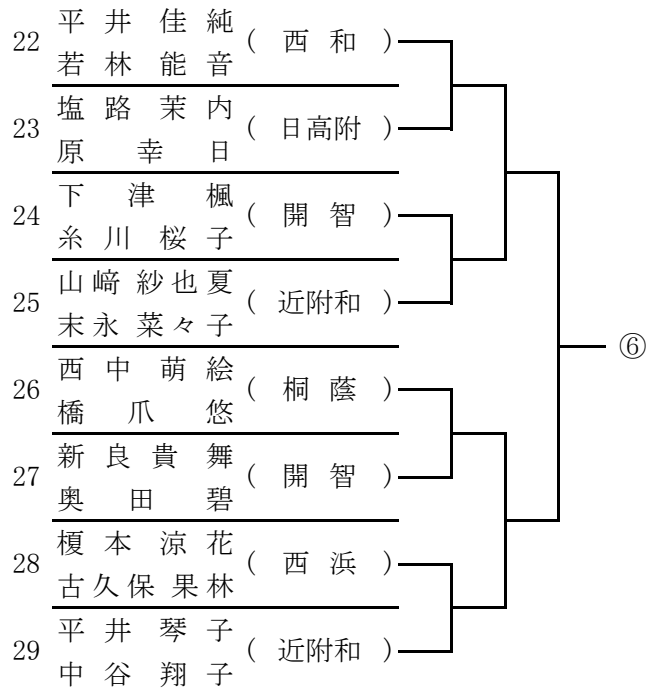 平井佳純
22 (西和)
若林能音
塩路茉内
23 (日高附)
原幸日
下津楓
24 (開智)
糸川桜子
山﨑紗也夏
25 (近附和)
末永菜々子
⑥
西中萌絵
26 (桐蔭)
橋爪悠
新良貴舞
27 (開智)
奥田碧
榎本涼花
28 (西浜)
古久保果林
平井琴子
29 (近附和)
中谷翔子